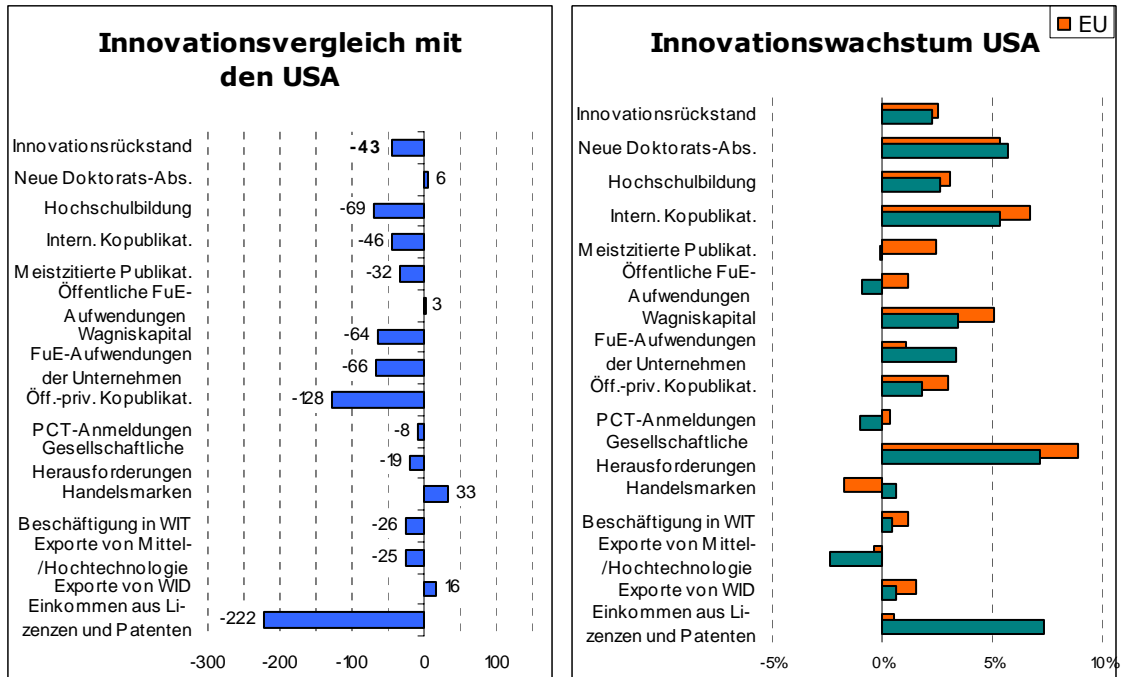 Innovationsvergleich mit
den USA
Innovationsrückstand
-43
Neue Doktorats-Abs.
6
Hochschulbildung
-69
Intern. Kopublikat.
-46
Meistzitierte Publikat.
-32
Öffentliche FuE-
Aufwendungen
3
Wagniskapital
-64
FuE-Aufwendungen
der Unternehmen
-66
Öff.-priv. Kopublikat.
-128
PCT-Anmeldungen
-8
Gesellschaftliche
Herausforderungen
-19
Handelsmarken
33
Beschäftigung in WIT
-26
Exporte von Mittel-
/Hochtechnologie
-25
Exporte von WID
16
Einkommen aus Li-
zenzen und Patenten
-222
-300 -200 -100 0 100
EU
Innovationswachstum USA
Innovationsrückstand
Neue Doktorats-Abs.
Hochschulbildung
Intern. Kopublikat.
Meistzitierte Publikat.
Öffentliche FuE-
Aufwendungen
Wagniskapital
FuE-Aufwendungen
der Unternehmen
Öff.-priv. Kopublikat.
PCT-Anmeldungen
Gesellschaftliche
Herausforderungen
Handelsmarken
Beschäftigung in WIT
Exporte von Mittel-
/Hochtechnologie
Exporte von WID
Einkommen aus Li-
zenzen und Patenten
-5% 0% 5% 10%